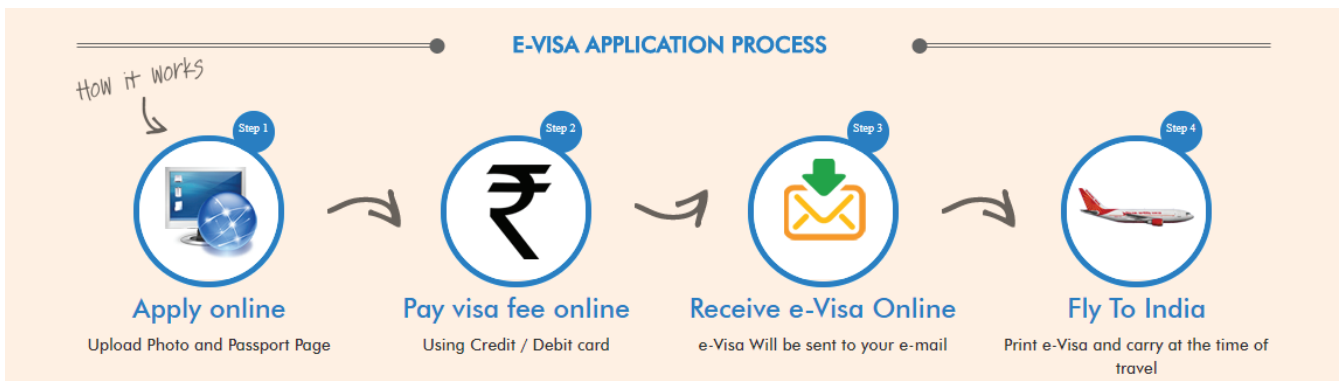 E-VISA APPLICATION PROCESS
How it works
Step 1
Step 2
Step 3
Step 4
₹
Apply online
Pay visa fee online
Receive e-Visa Online
Fly To India
Upload Photo and Passport Page
Using Credit / Debit card
e-Visa Will be sent to your e-mail
Print e-Visa and carry at the time of
travel